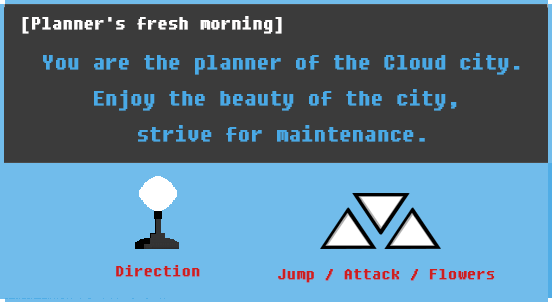 [Planner's fresh morning]
You are the planner of the Cloud city.
Enjoy the beauty of the city,
strive for maintenance.
Direction
Jump / Attack / Flowers